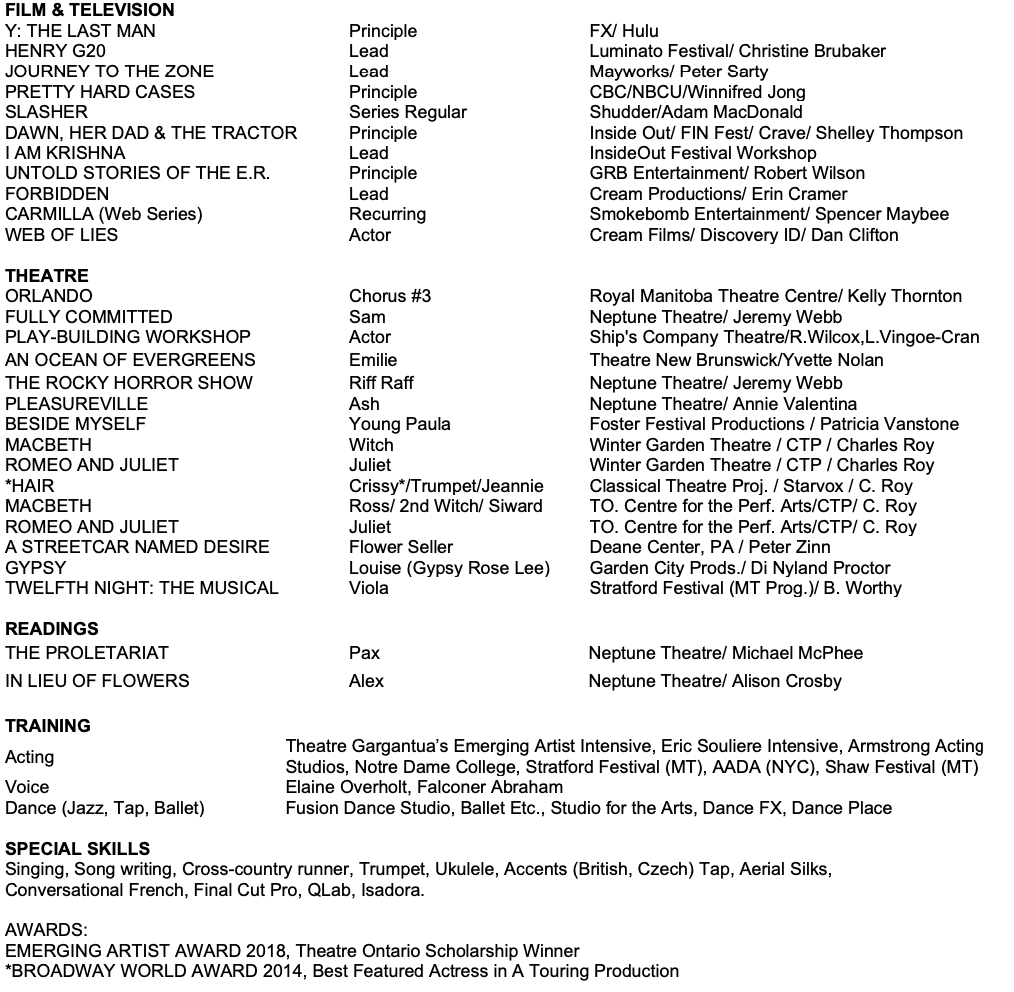 FILM & TELEVISION
Y: THE LAST MAN Principle FX/ Hulu
HENRY G20 Lead Luminato Festival/ Christine Brubaker
JOURNEY TO THE ZONE Lead Mayworks/ Peter Sarty
PRETTY HARD CASES Principle CBC/NBCU/Winnifred Jong
SLASHER Series Regular Shudder/Adam MacDonald
DAWN, HER DAD & THE TRACTOR Principle Inside Out/ FIN Fest/ Crave/ Shelley Thompson
I AM KRISHNA Lead InsideOut Festival Workshop
UNTOLD STORIES OF THE E.R. Principle GRB Entertainment/ Robert Wilson
FORBIDDEN Lead Cream Productions/ Erin Cramer
CARMILLA (Web Series) Recurring Smokebomb Entertainment/ Spencer Maybee
WEB OF LIES Actor Cream Films/ Discovery ID/ Dan Clifton
THEATRE
ORLANDO Chorus #3 Royal Manitoba Theatre Centre/ Kelly Thornton
FULLY COMMITTED Sam Neptune Theatre/ Jeremy Webb
PLAY-BUILDING WORKSHOP Actor Ship's Company Theatre/R.Wilcox,L.Vingoe-Cran
AN OCEAN OF EVERGREENS Emilie Theatre New Brunswick/Yvette Nolan
THE ROCKY HORROR SHOW Riff Raff Neptune Theatre/ Jeremy Webb
PLEASUREVILLE Ash Neptune Theatre/ Annie Valentina
BESIDE MYSELF Young Paula Foster Festival Productions / Patricia Vanstone
MACBETH Witch Winter Garden Theatre / CTP / Charles Roy
ROMEO AND JULIET Juliet Winter Garden Theatre / CTP / Charles Roy
*HAIR Crissy*/Trumpet/Jeannie Classical Theatre Proj. / Starvox / C. Roy
MACBETH Ross/ 2nd Witch/ Siward TO. Centre for the Perf. Arts/CTP/ C. Roy
ROMEO AND JULIET Juliet TO. Centre for the Perf. Arts/CTP/ C. Roy
A STREETCAR NAMED DESIRE Flower Seller Deane Center, PA / Peter Zinn
GYPSY Louise (Gypsy Rose Lee) Garden City Prods./ Di Nyland Proctor
TWELFTH NIGHT: THE MUSICAL Viola Stratford Festival (MT Prog.)/ B. Worthy
READINGS
THE PROLETARIAT Pax Neptune Theatre/ Michael McPhee
IN LIEU OF FLOWERS Alex Neptune Theatre/ Alison Crosby
TRAINING
Acting Theatre Gargantua's Emerging Artist Intensive, Eric Souliere Intensive, Armstrong Acting
Studios, Notre Dame College, Stratford Festival (MT), AADA (NYC), Shaw Festival (MT)
Voice Elaine Overholt, Falconer Abraham
Dance (Jazz, Tap, Ballet) Fusion Dance Studio, Ballet Etc., Studio for the Arts, Dance FX, Dance Place
SPECIAL SKILLS
Singing, Song writing, Cross-country runner, Trumpet, Ukulele, Accents (British, Czech) Tap, Aerial Silks,
Conversational French, Final Cut Pro, QLab, Isadora.
AWARDS:
EMERGING ARTIST AWARD 2018, Theatre Ontario Scholarship Winner
*BROADWAY WORLD AWARD 2014, Best Featured Actress in A Touring Production